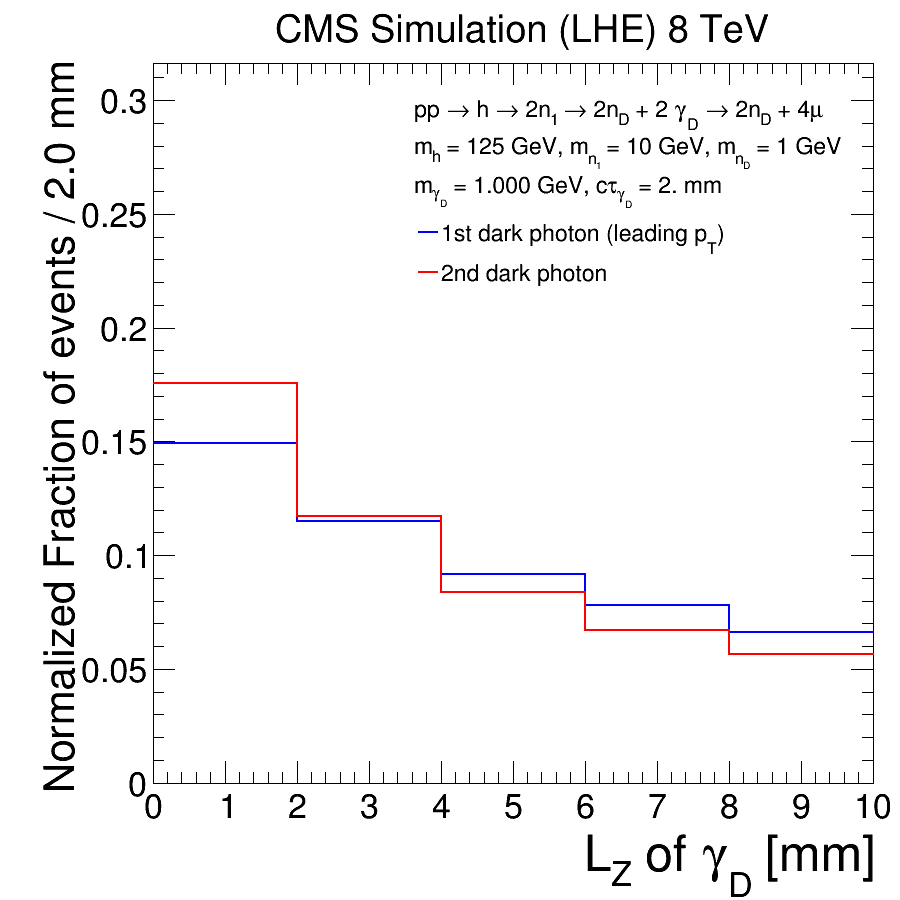 CMS Simulation (LHE) 8 TeV
Normalized Fraction of events / 2.0 mm
0.3
0.25
0.2
0.15
0.1
0.05
0
pp → h → 2n₁ → 2n_D + 2 γ_D → 2n_D + 4μ
m_h = 125 GeV, m_n₁ = 10 GeV, m_n_D = 1 GeV
m_γ_D = 1.000 GeV, cτ_γ_D = 2. mm
1st dark photon (leading p_T)
2nd dark photon
0 1 2 3 4 5 6 7 8 9 10
L_Z of γ_D [mm]